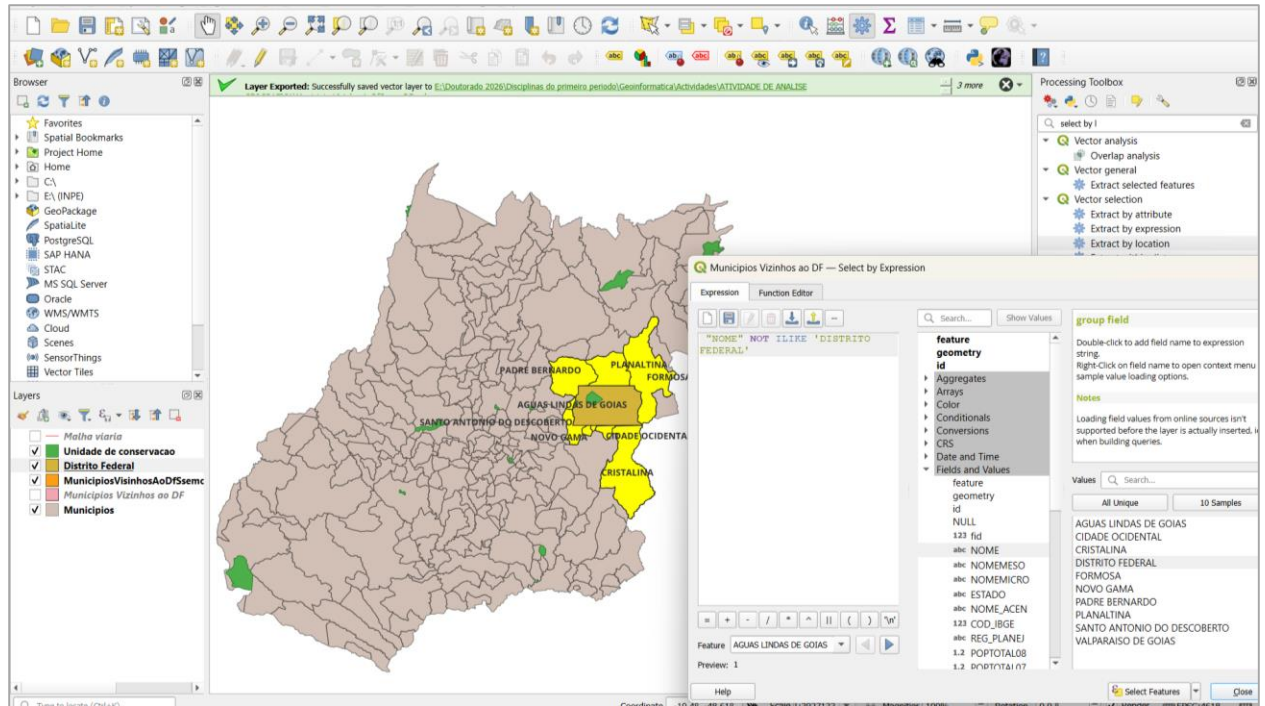 Browser
Layer Exported: Successfully saved vector layer to E:\Doutorado 2026\Disciplinas do primeiro periodo\Geoinformatica\Actividades\ATIVIDADE DE ANALISE
3 more
Favorites
Spatial Bookmarks
Project Home
Home
C:\
E:\ (INPE)
GeoPackage
SpatiaLite
PostgreSQL
SAP HANA
STAC
MS SQL Server
Oracle
WMS/WMTS
Cloud
Scenes
SensorThings
Vector Tiles
Layers
Malha viaria
Unidade de conservacao
Distrito Federal
MunicipiosVisinhosAoDfSsemc
Municipios Vizinhos ao DF
Municipios
PADRE BERNARDO
PLANALTINA
FORMOSA
AGUAS LINDAS DE GOIAS
SANTO ANTONIO DO DESCOBERTO
NOVO GAMA
CIDADE OCIDENTA
CRISTALINA
Processing Toolbox
select by l
Vector analysis
Overlap analysis
Vector general
Extract selected features
Vector selection
Extract by attribute
Extract by expression
Extract by location
Municipios Vizinhos ao DF — Select by Expression
Expression
Function Editor
"NOME" NOT ILIKE 'DISTRITO
FEDERAL'
= + - / * ^ || ( ) '\n'
Feature AGUAS LINDAS DE GOIAS
Preview: 1
Help
Search...
Show Values
feature
geometry
id
Aggregates
Arrays
Color
Conditionals
Conversions
CRS
Date and Time
Fields and Values
feature
geometry
id
NULL
123 fid
abc NOME
abc NOMEMESO
abc NOMEMICRO
abc ESTADO
abc NOME_ACEN
123 COD_IBGE
abc REG_PLANEJ
1.2 POPTOTAL08
1.2 POPTOTAL07
group field
Double-click to add field name to expression
string.
Right-Click on field name to open context menu
sample value loading options.
Notes
Loading field values from online sources isn't
supported before the layer is actually inserted, i
when building queries.
Values
Search...
All Unique
10 Samples
AGUAS LINDAS DE GOIAS
CIDADE OCIDENTAL
CRISTALINA
DISTRITO FEDERAL
FORMOSA
NOVO GAMA
PADRE BERNARDO
PLANALTINA
SANTO ANTONIO DO DESCOBERTO
VALPARAISO DE GOIAS
Select Features
Close